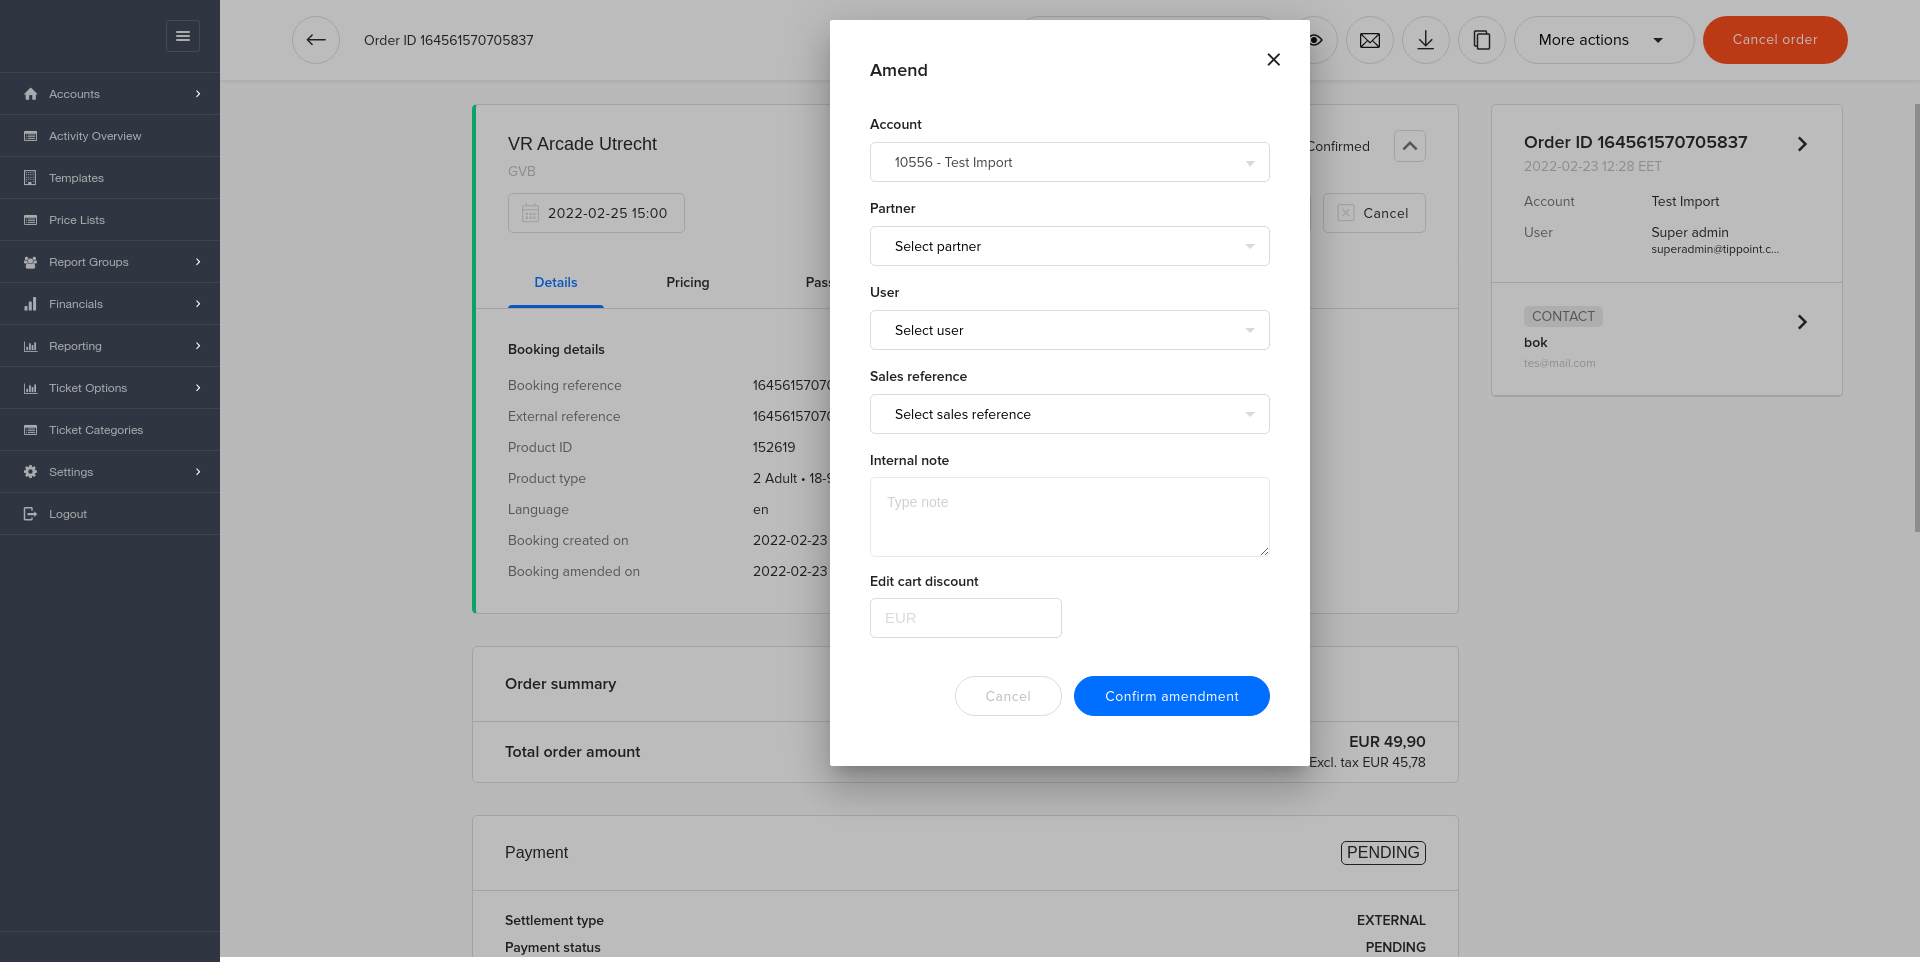 Order ID 164561570705837
More actions
Cancel order
Accounts
Activity Overview
Templates
Price Lists
Report Groups
Financials
Reporting
Ticket Options
Ticket Categories
Settings
Logout
VR Arcade Utrecht
GVB
2022-02-25 15:00
Confirmed
Cancel
Details Pricing
Booking details
Booking reference 16456157070
External reference 16456157070
Product ID 152619
Product type 2 Adult • 18-
Language en
Booking created on 2022-02-23
Booking amended on 2022-02-23
Order summary
Total order amount EUR 49,90
Excl. tax EUR 45,78
Payment PENDING
Settlement type EXTERNAL
Payment status PENDING
Amend
Account
10556 - Test Import
Partner
Select partner
User
Select user
Sales reference
Select sales reference
Internal note
Type note
Edit cart discount
EUR
Cancel Confirm amendment
Order ID 164561570705837
2022-02-23 12:28 EET
Account Test Import
User Super admin
superadmin@tippoint.c...
CONTACT
bok
tes@mail.com